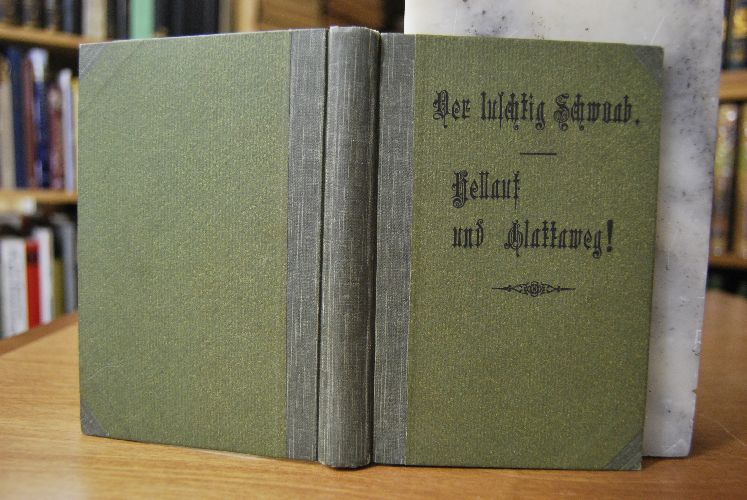 Der luschtig Schwoab.
Hellauf
und Glattaweg!